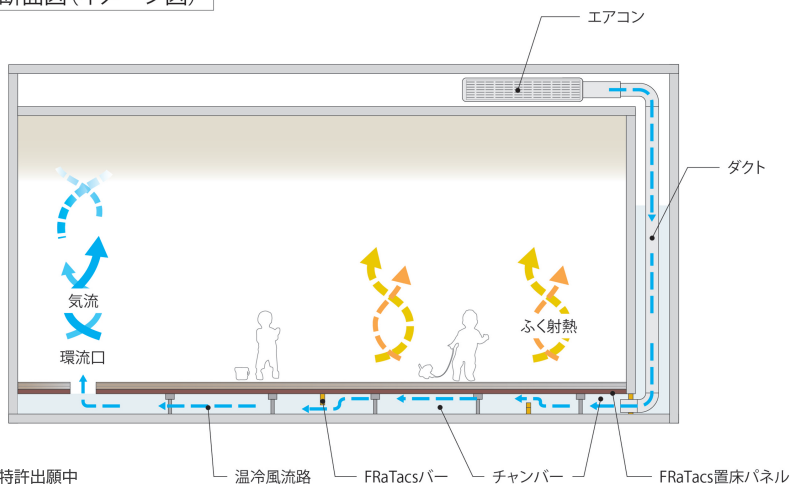 エアコン
ダクト
気流
環流口
ふく射熱
特許出願中
温冷風流路
FRaTacsバー
チャンバー
FRaTacs置床パネル